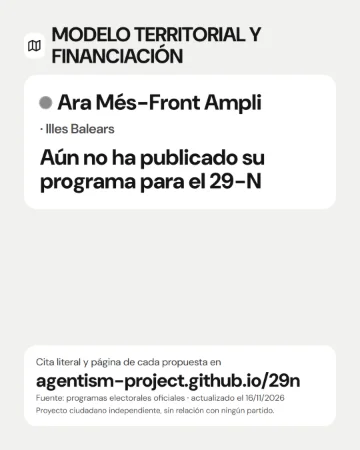 MODELO TERRITORIAL Y
FINANCIACIÓN
Ara Més-Front Ampli
· Illes Balears
Aún no ha publicado su
programa para el 29-N
Cita literal y página de cada propuesta en
agentism-project.github.io/29n
Fuente: programas electorales oficiales · actualizado el 16/11/2026
Proyecto ciudadano independiente, sin relación con ningún partido.